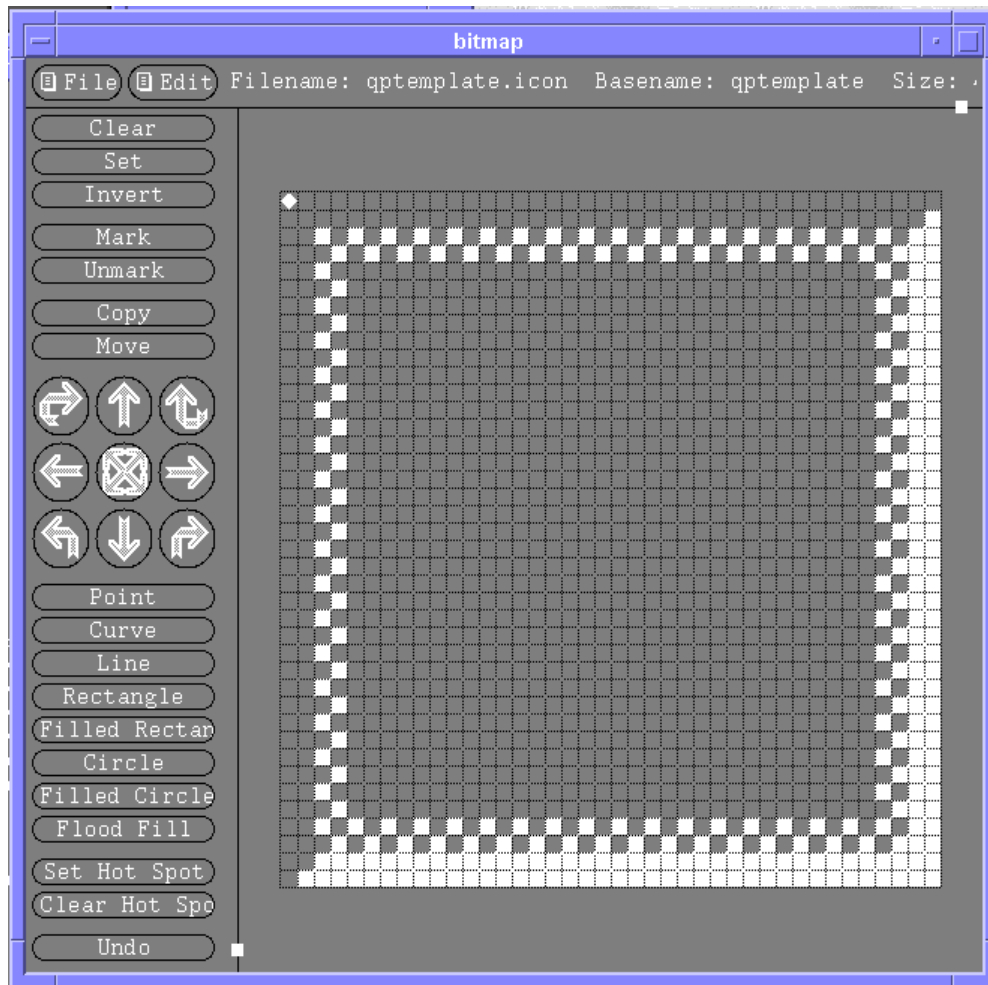 bitmap
File Edit Filename: qptemplate.icon Basename: qptemplate Size:
Clear
Set
Invert
Mark
Unmark
Copy
Move
Point
Curve
Line
Rectangle
Filled Rectan
Circle
Filled Circle
Flood Fill
Set Hot Spot
Clear Hot Spo
Undo